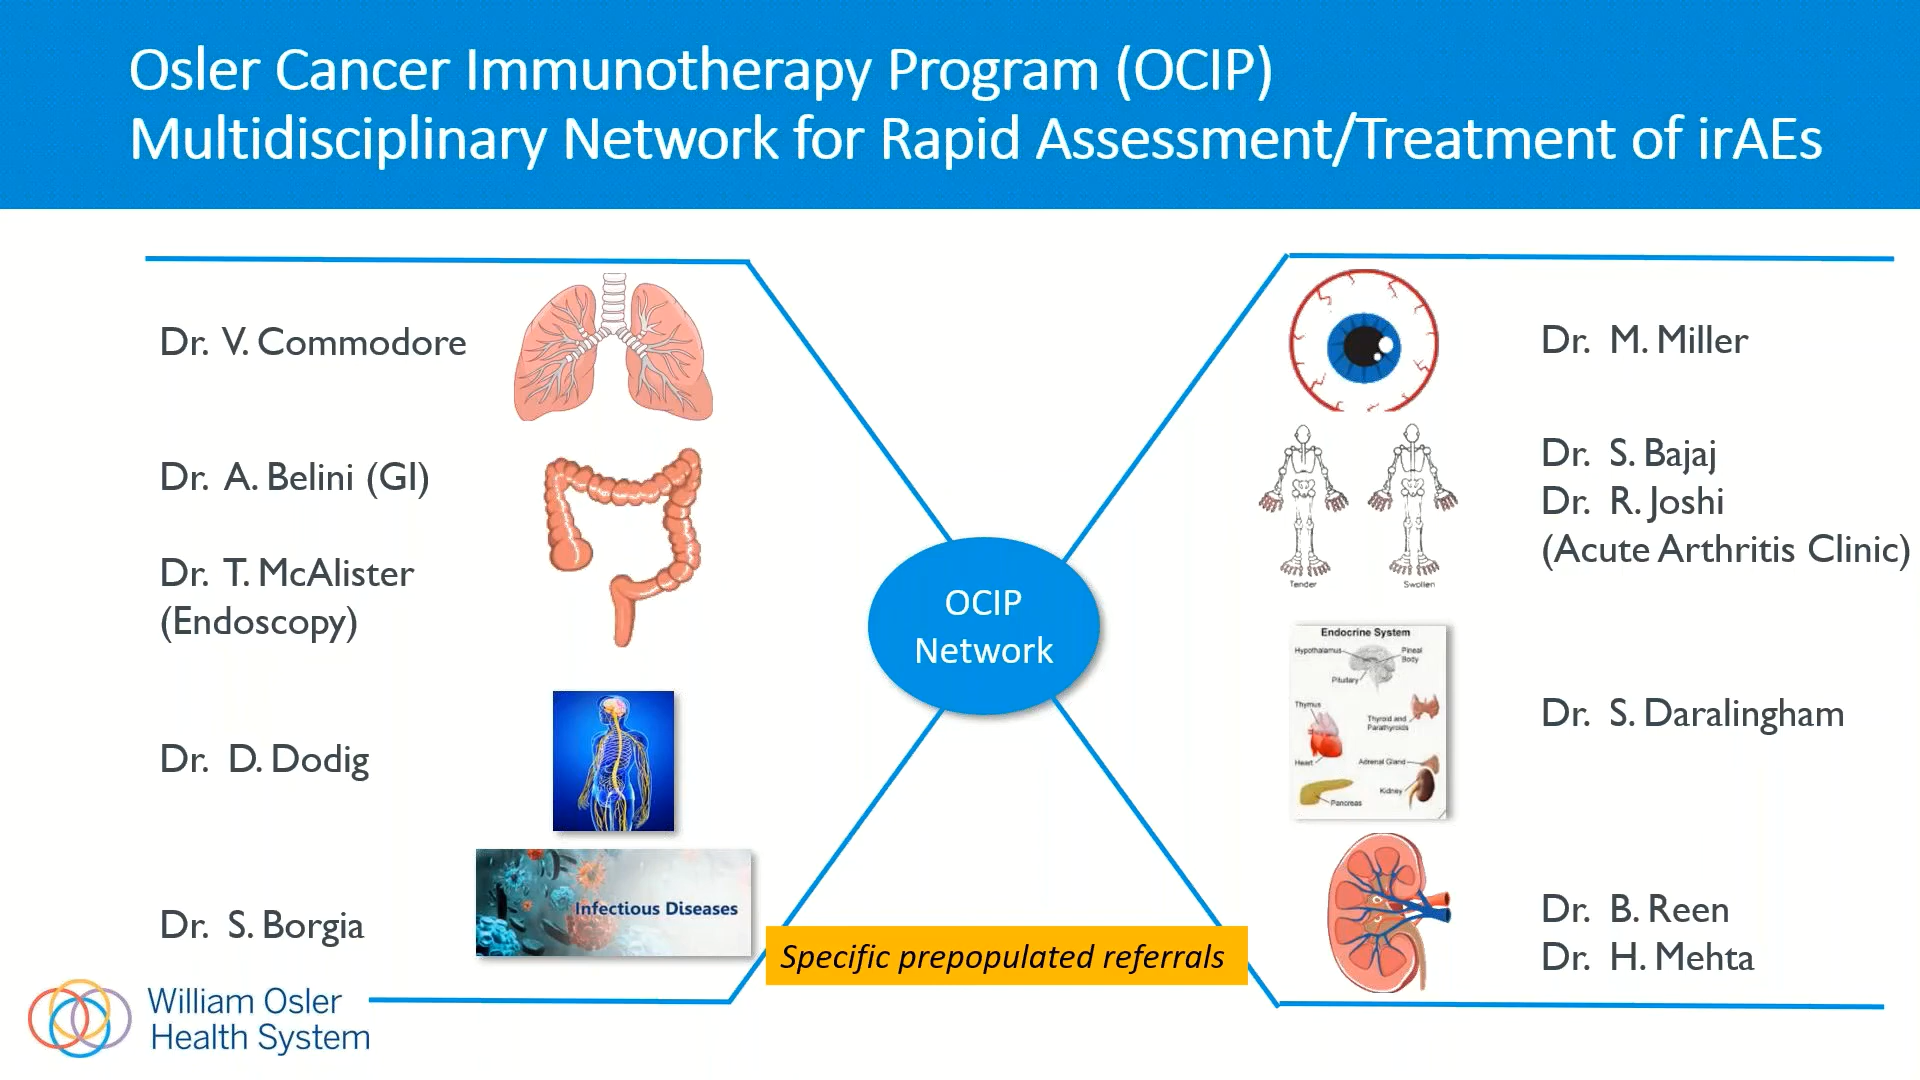 Osler Cancer Immunotherapy Program (OCIP)
Multidisciplinary Network for Rapid Assessment/Treatment of irAEs
Dr. V. Commodore
Dr. A. Belini (GI)
Dr. T. McAlister
(Endoscopy)
Dr. D. Dodig
Dr. S. Borgia
Infectious Diseases
OCIP
Network
Specific prepopulated referrals
Dr. M. Miller
Dr. S. Bajaj
Dr. R. Joshi
(Acute Arthritis Clinic)
Tender
Swollen
Endocrine System
Hypothalamus
Pineal
Body
Pituitary
Thymus
Thyroid and
Parathyroids
Heart
Adrenal Gland
Kidney
Pancreas
Dr. S. Daralingham
Dr. B. Reen
Dr. H. Mehta
William Osler
Health System